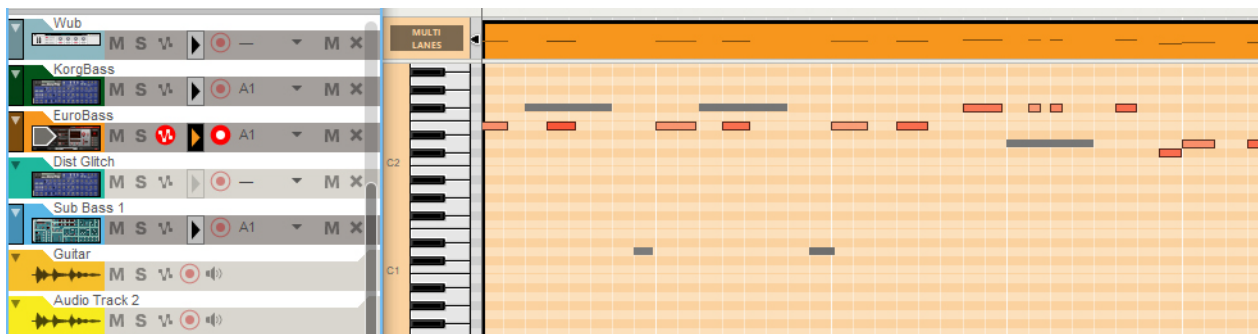 Wub
M S — M ×
MULTI
LANES
KorgBass
M S A1 M ×
EuroBass
M S A1 M ×
Dist Glitch
M S — M ×
C2
Sub Bass 1
M S A1 M ×
Guitar
M S
C1
Audio Track 2
M S